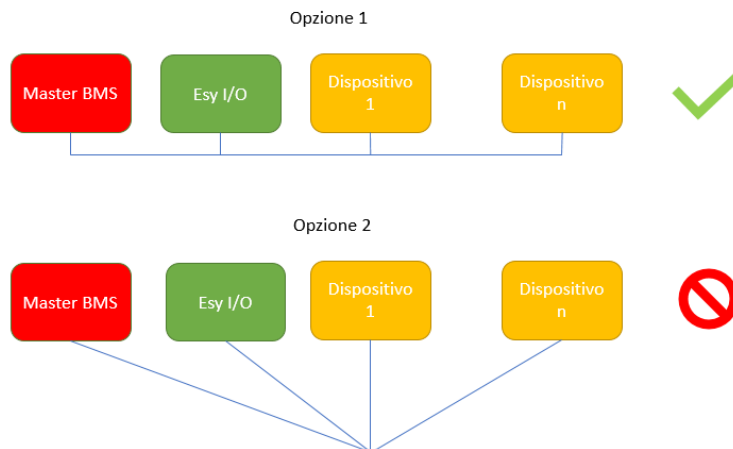 Opzione 1
Master BMS
Esy I/O
Dispositivo
1
Dispositivo
n
Opzione 2
Master BMS
Esy I/O
Dispositivo
1
Dispositivo
n